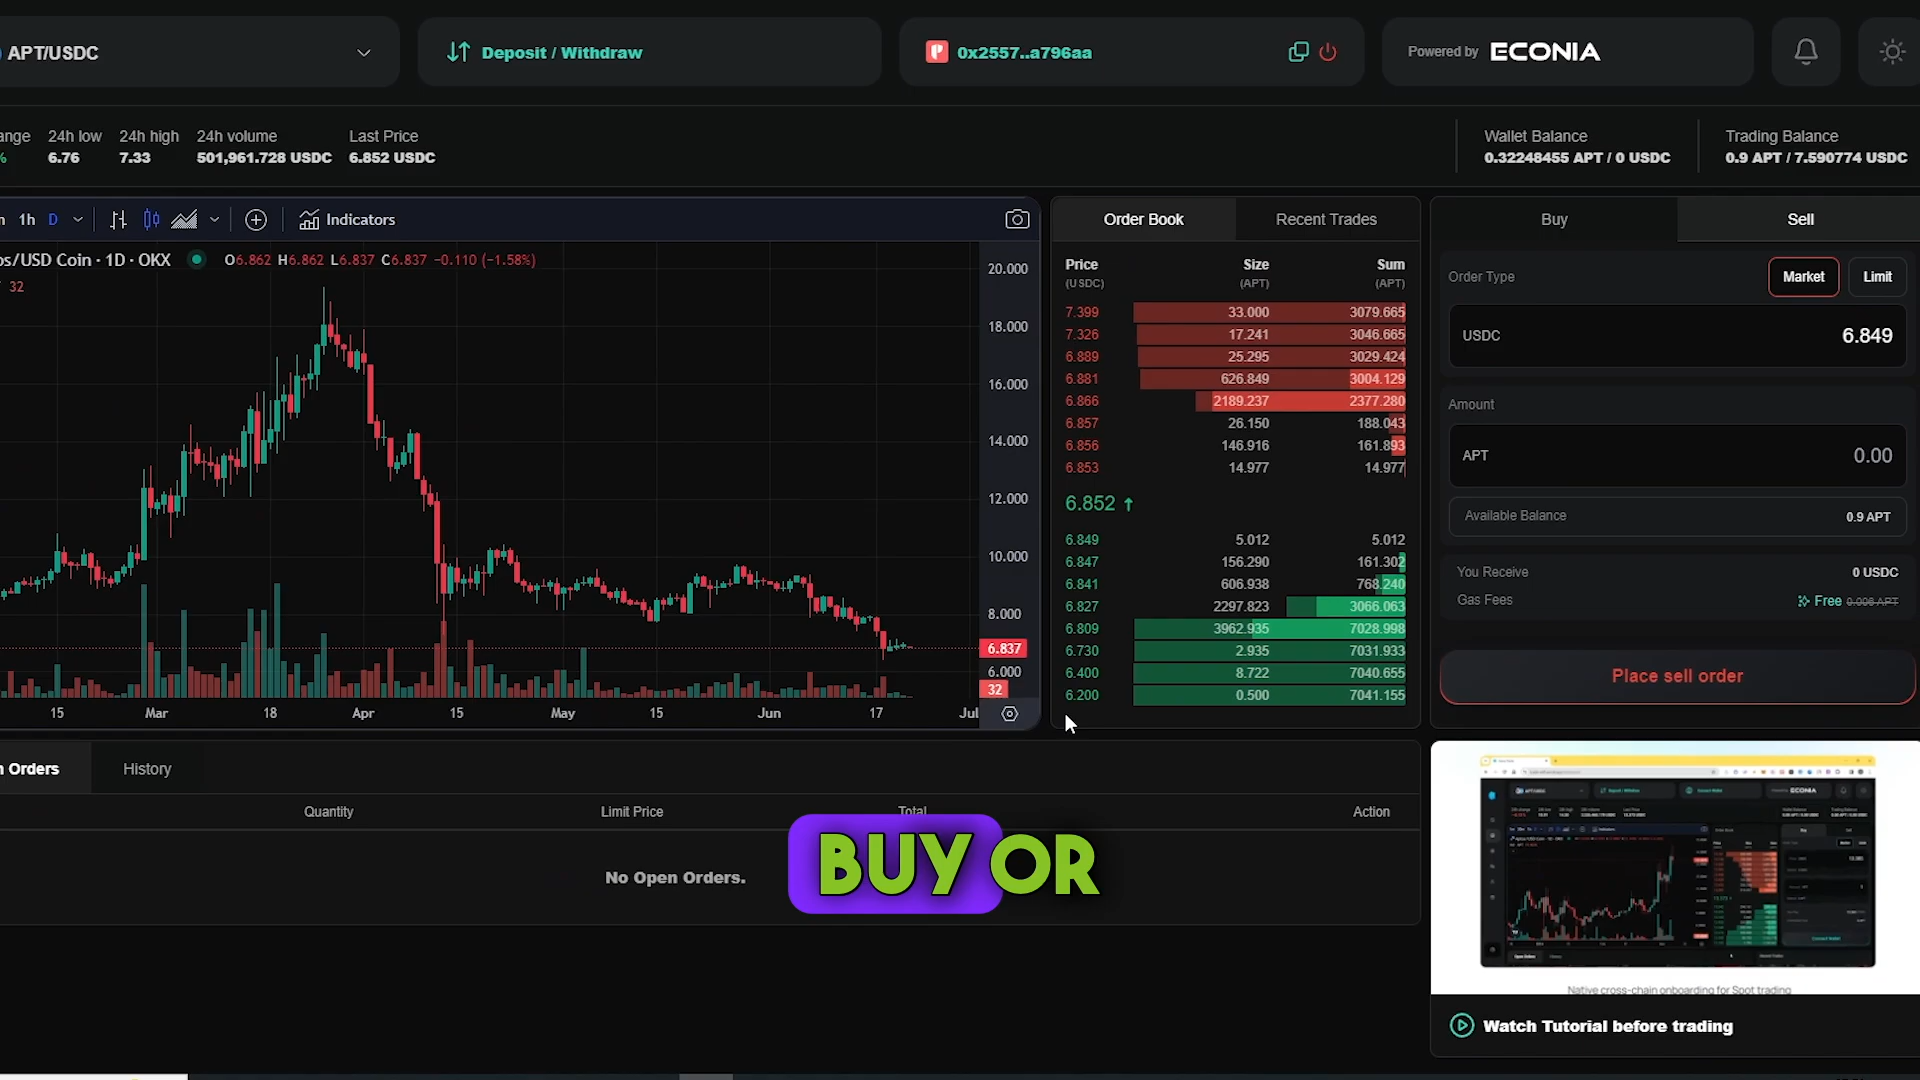 APT/USDC
Deposit / Withdraw
0x2557..a796aa
Powered by ECONIA
ange 24h low 24h high 24h volume Last Price
% 6.76 7.33 501,961.728 USDC 6.852 USDC
Wallet Balance Trading Balance
0.32248455 APT / 0 USDC 0.9 APT / 7.590774 USDC
1h D Indicators
os/USD Coin · 1D · OKX O6.862 H6.862 L6.837 C6.837 -0.110 (-1.58%)
32
20.000
18.000
16.000
14.000
12.000
10.000
8.000
6.837
6.000
32
15 Mar 18 Apr 15 May 15 Jun 17 Jul
Order Book Recent Trades
Price Size Sum
(USDC) (APT) (APT)
7.399 33.000 3079.665
7.326 17.241 3046.665
6.889 25.295 3029.424
6.881 626.849 3004.129
6.866 2189.237 2377.280
6.857 26.150 188.043
6.856 146.916 161.893
6.853 14.977 14.977
6.852 ↑
6.849 5.012 5.012
6.847 156.290 161.302
6.841 606.938 768.240
6.827 2297.823 3066.063
6.809 3962.935 7028.998
6.730 2.935 7031.933
6.400 8.722 7040.655
6.200 0.500 7041.155
Buy Sell
Order Type Market Limit
USDC 6.849
Amount
APT 0.00
Available Balance 0.9 APT
You Receive 0 USDC
Gas Fees Free 0.006 APT
Place sell order
n Orders History
Quantity Limit Price Total Action
No Open Orders.
BUY OR
Native cross-chain onboarding for Spot trading
Watch Tutorial before trading